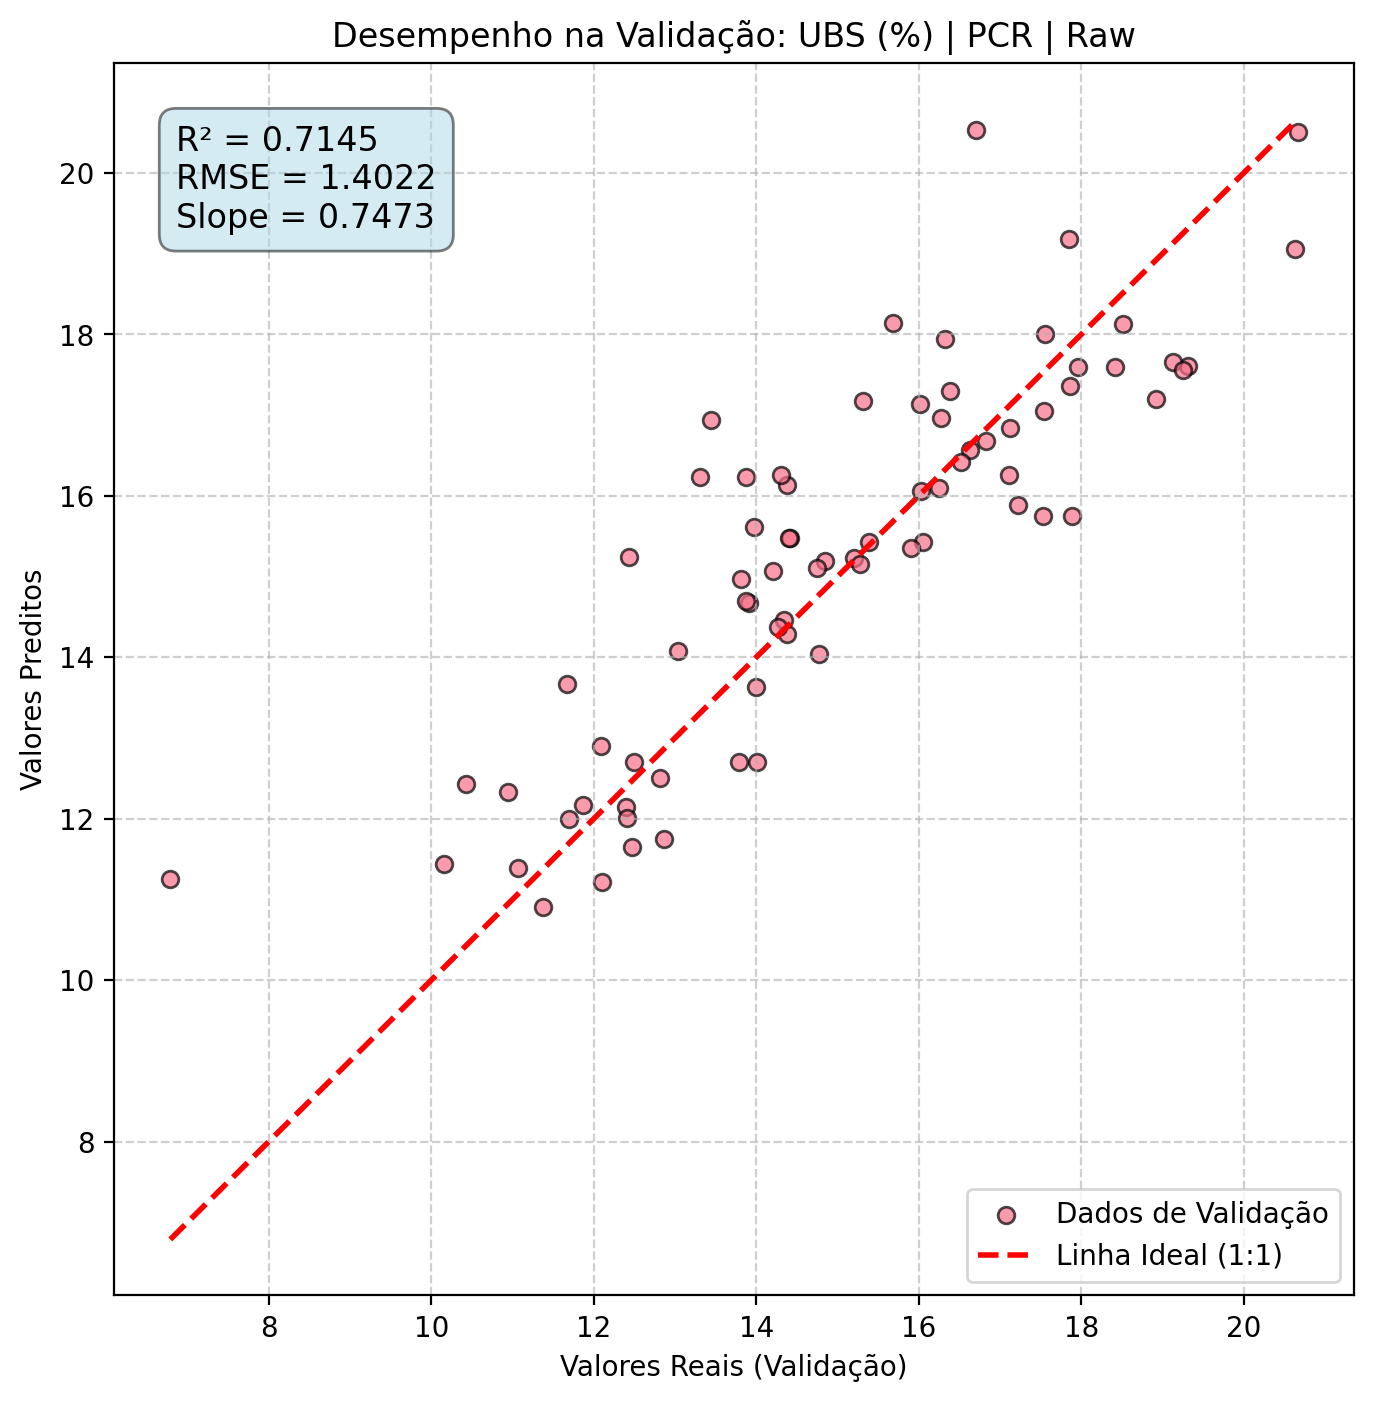 Desempenho na Validação: UBS (%) | PCR | Raw
R² = 0.7145
RMSE = 1.4022
Slope = 0.7473
Valores Preditos
20
18
16
14
12
10
8
Dados de Validação
Linha Ideal (1:1)
8 10 12 14 16 18 20
Valores Reais (Validação)